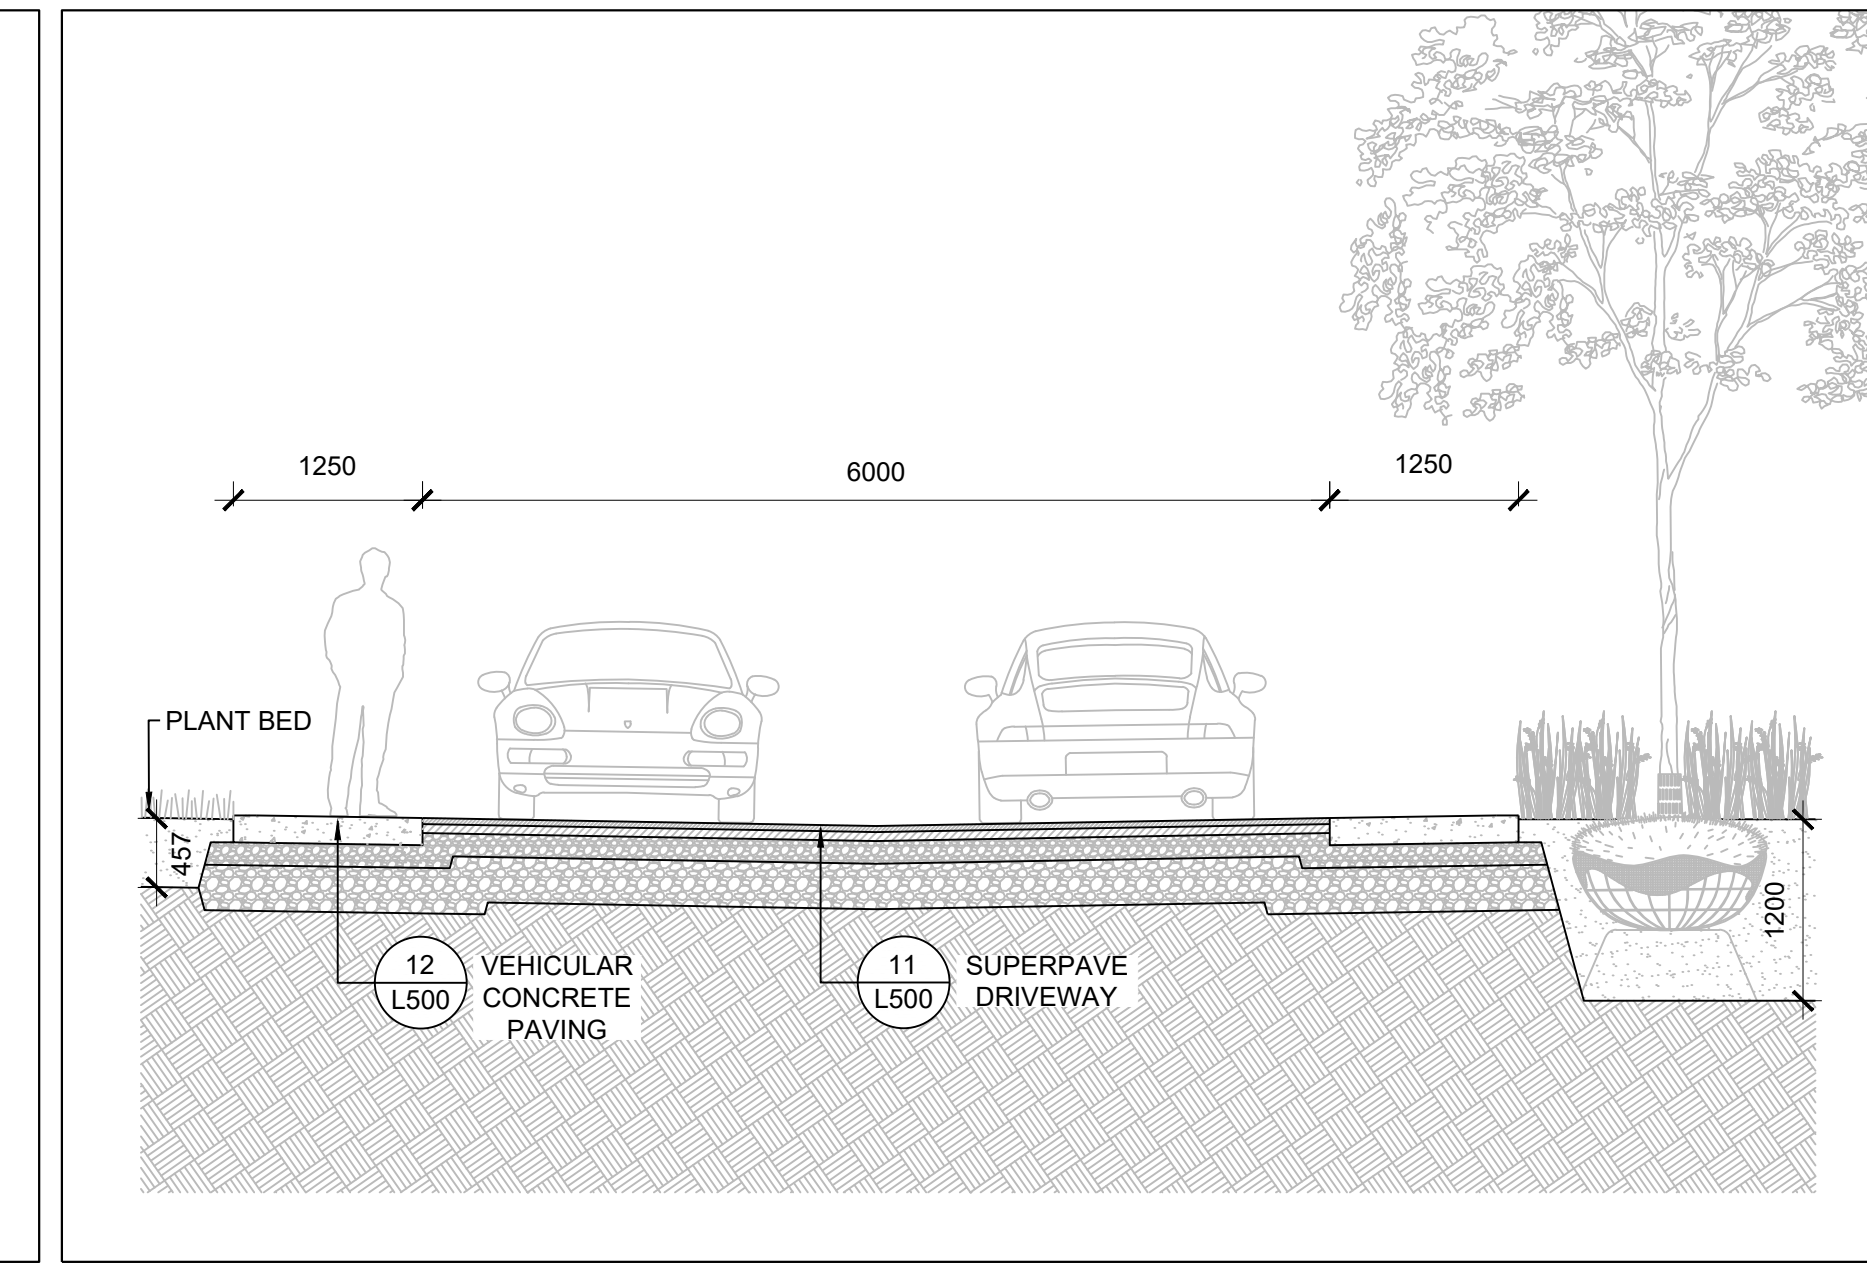 1250
6000
1250
PLANT BED
457
1200
12
L500
VEHICULAR
CONCRETE
PAVING
11
L500
SUPERPAVE
DRIVEWAY